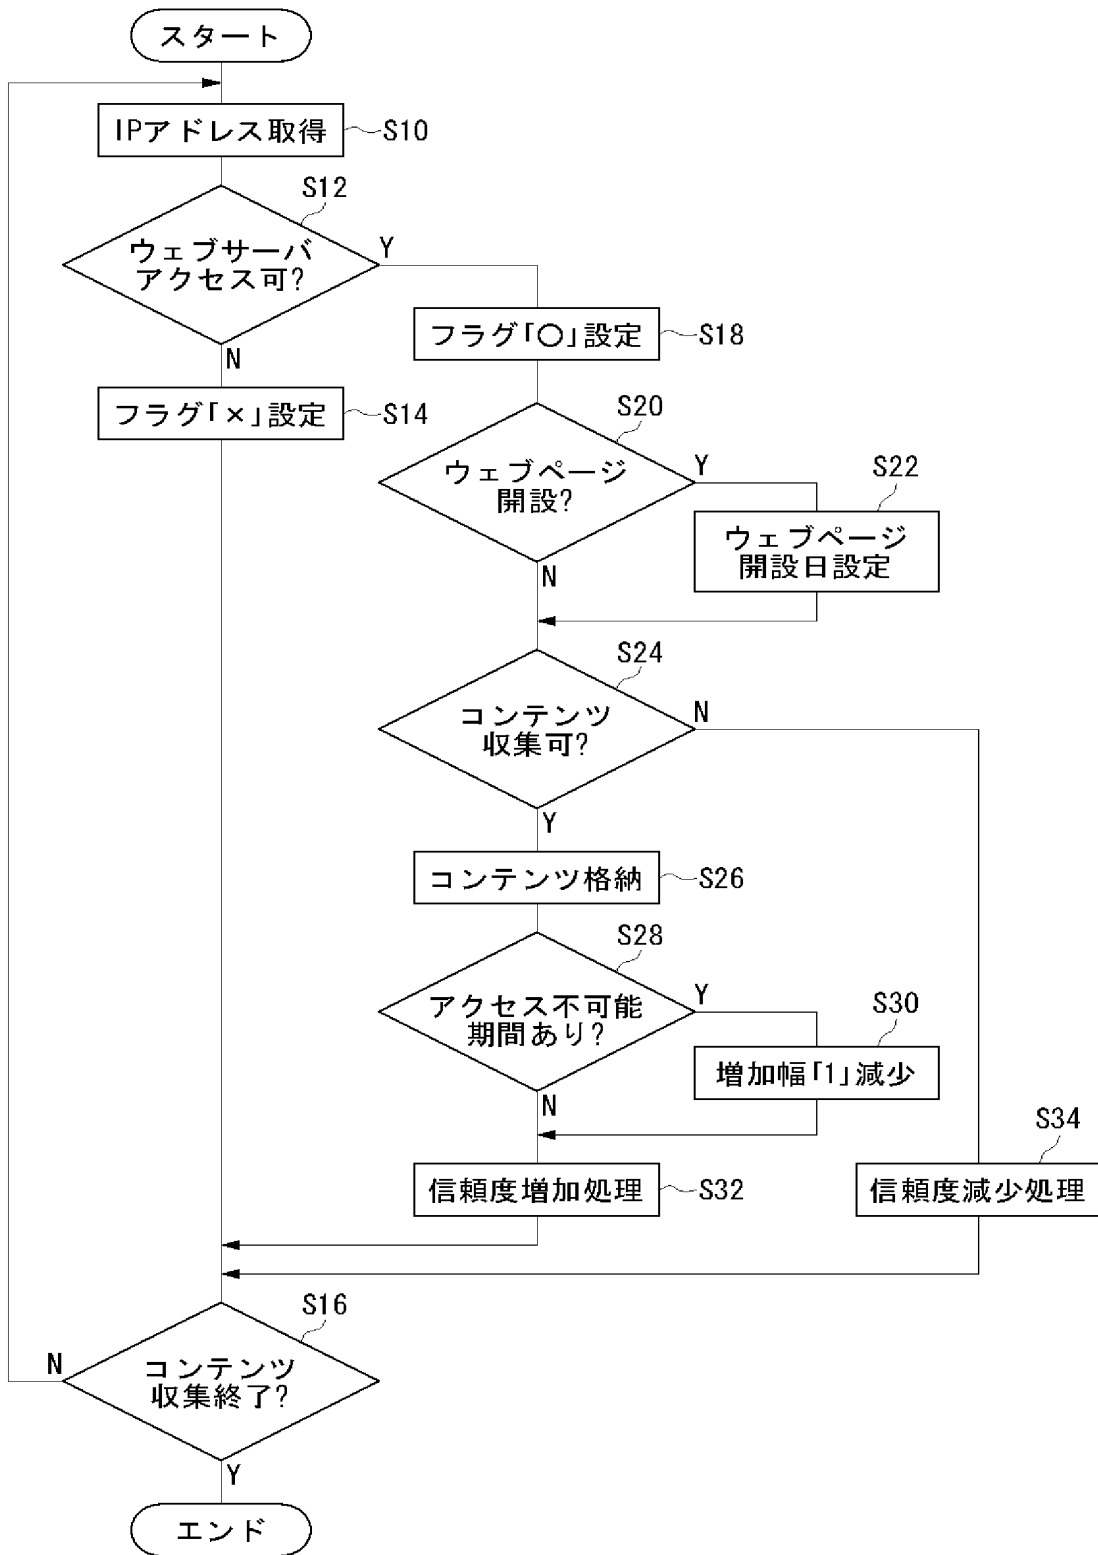 スタート
IPアドレス取得
S10
S12
ウェブサーバ
アクセス可?
Y
N
フラグ「○」設定
S18
フラグ「×」設定
S14
S20
ウェブページ
開設?
Y
N
S22
ウェブページ
開設日設定
S24
コンテンツ
収集可?
N
Y
コンテンツ格納
S26
S28
アクセス不可能
期間あり?
Y
N
S30
増加幅「1」減少
信頼度増加処理
S32
S34
信頼度減少処理
S16
コンテンツ
収集終了?
N
Y
エンド